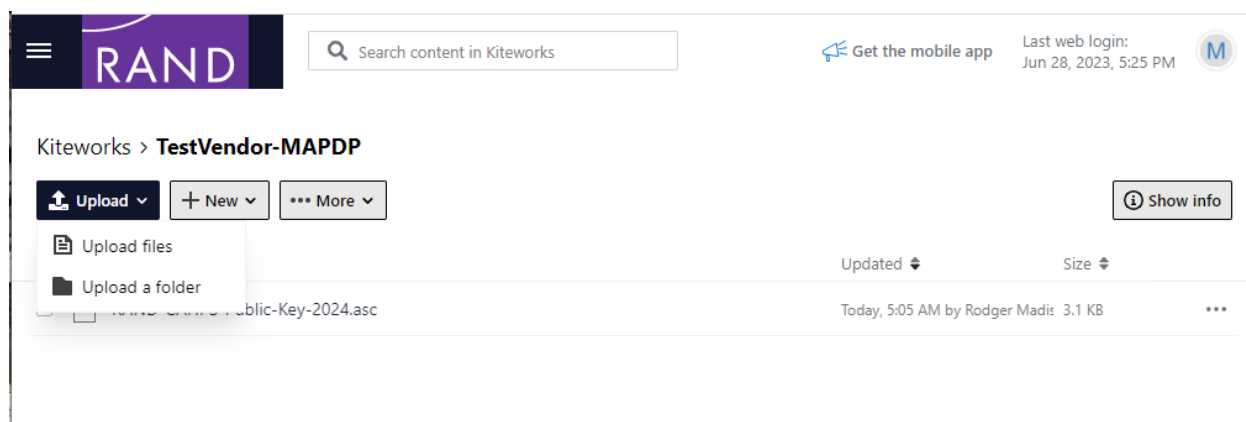 RAND
Search content in Kiteworks
Get the mobile app
Last web login:
Jun 28, 2023, 5:25 PM
M
Kiteworks > TestVendor-MAPDP
Upload
New
More
Show info
Upload files
Upload a folder
Updated
Size
-Key-2024.asc
Today, 5:05 AM by Rodger Madis
3.1 KB